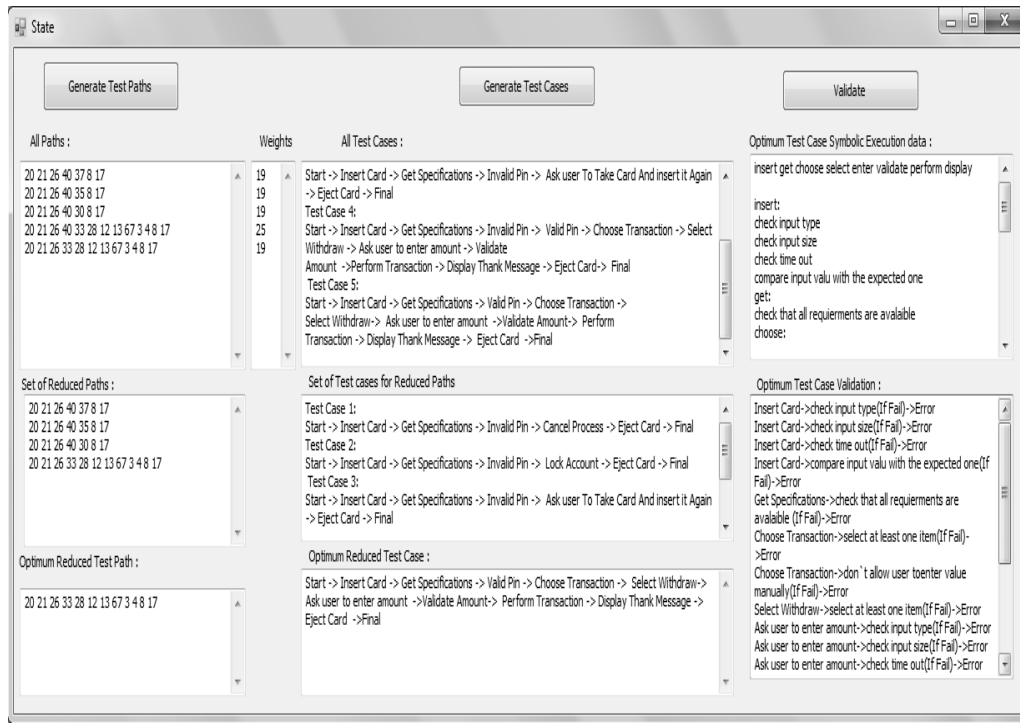 State
Generate Test Paths
Generate Test Cases
Validate
All Paths :
Weights
All Test Cases :
Optimum Test Case Symbolic Execution data :
20 21 26 40 37 8 17
20 21 26 40 35 8 17
20 21 26 40 30 8 17
20 21 26 40 33 28 12 13 67 3 4 8 17
20 21 26 33 28 12 13 67 3 4 8 17
19
19
19
25
19
Start -> Insert Card -> Get Specifications -> Invalid Pin -> Ask user To Take Card And insert it Again
-> Eject Card -> Final
Test Case 4:
Start -> Insert Card -> Get Specifications -> Invalid Pin -> Valid Pin -> Choose Transaction -> Select
Withdraw -> Ask user to enter amount -> Validate
Amount ->Perform Transaction -> Display Thank Message -> Eject Card-> Final
Test Case 5:
Start -> Insert Card -> Get Specifications -> Valid Pin -> Choose Transaction ->
Select Withdraw-> Ask user to enter amount ->Validate Amount-> Perform
Transaction -> Display Thank Message -> Eject Card ->Final
insert get choose select enter validate perform display
insert:
check input type
check input size
check time out
compare input valu with the expected one
get:
check that all requierments are avalaible
choose:
Set of Reduced Paths :
20 21 26 40 37 8 17
20 21 26 40 35 8 17
20 21 26 40 30 8 17
20 21 26 33 28 12 13 67 3 4 8 17
Set of Test cases for Reduced Paths
Test Case 1:
Start -> Insert Card -> Get Specifications -> Invalid Pin -> Cancel Process -> Eject Card -> Final
Test Case 2:
Start -> Insert Card -> Get Specifications -> Invalid Pin -> Lock Account -> Eject Card -> Final
Test Case 3:
Start -> Insert Card -> Get Specifications -> Invalid Pin -> Ask user To Take Card And insert it Again
-> Eject Card -> Final
Optimum Test Case Validation :
Insert Card->check input type(If Fail)->Error
Insert Card->check input size(If Fail)->Error
Insert Card->check time out(If Fail)->Error
Insert Card->compare input valu with the expected one(If
Fail)->Error
Get Specifications->check that all requierments are
avalaible (If Fail)->Error
Choose Transaction->select at least one item(If Fail)-
>Error
Choose Transaction->don`t allow user toenter value
manually(If Fail)->Error
Select Withdraw->select at least one item(If Fail)->Error
Ask user to enter amount->check input type(If Fail)->Error
Ask user to enter amount->check input size(If Fail)->Error
Ask user to enter amount->check time out(If Fail)->Error
Optimum Reduced Test Path :
20 21 26 33 28 12 13 67 3 4 8 17
Optimum Reduced Test Case :
Start -> Insert Card -> Get Specifications -> Valid Pin -> Choose Transaction -> Select Withdraw->
Ask user to enter amount ->Validate Amount-> Perform Transaction -> Display Thank Message ->
Eject Card ->Final